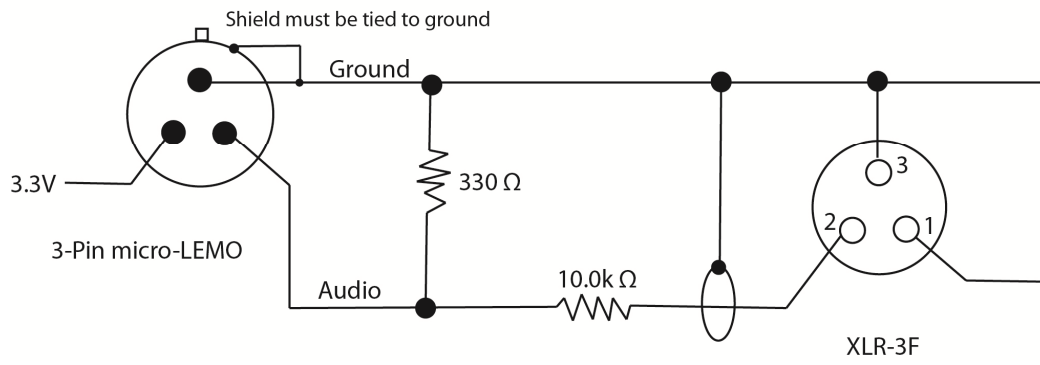 Shield must be tied to ground
Ground
3
330 Ω
3.3V
2
1
3-Pin micro-LEMO
10.0k Ω
Audio
XLR-3F